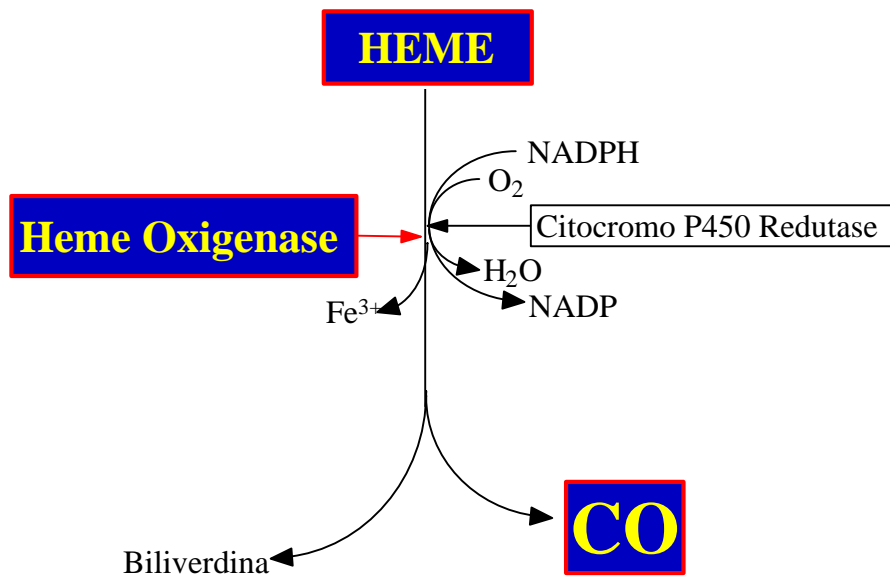 HEME
NADPH
O₂
Heme Oxigenase
Citocromo P450 Redutase
H₂O
Fe³⁺
NADP
CO
Biliverdina